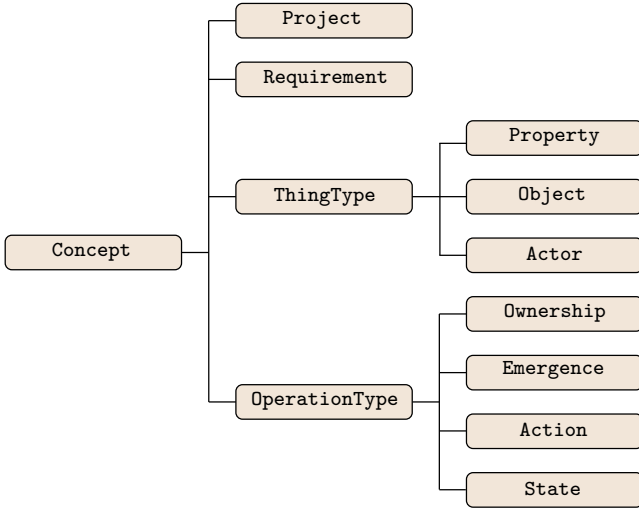 Project
Requirement
Property
ThingType
Object
Concept
Actor
Ownership
Emergence
OperationType
Action
State